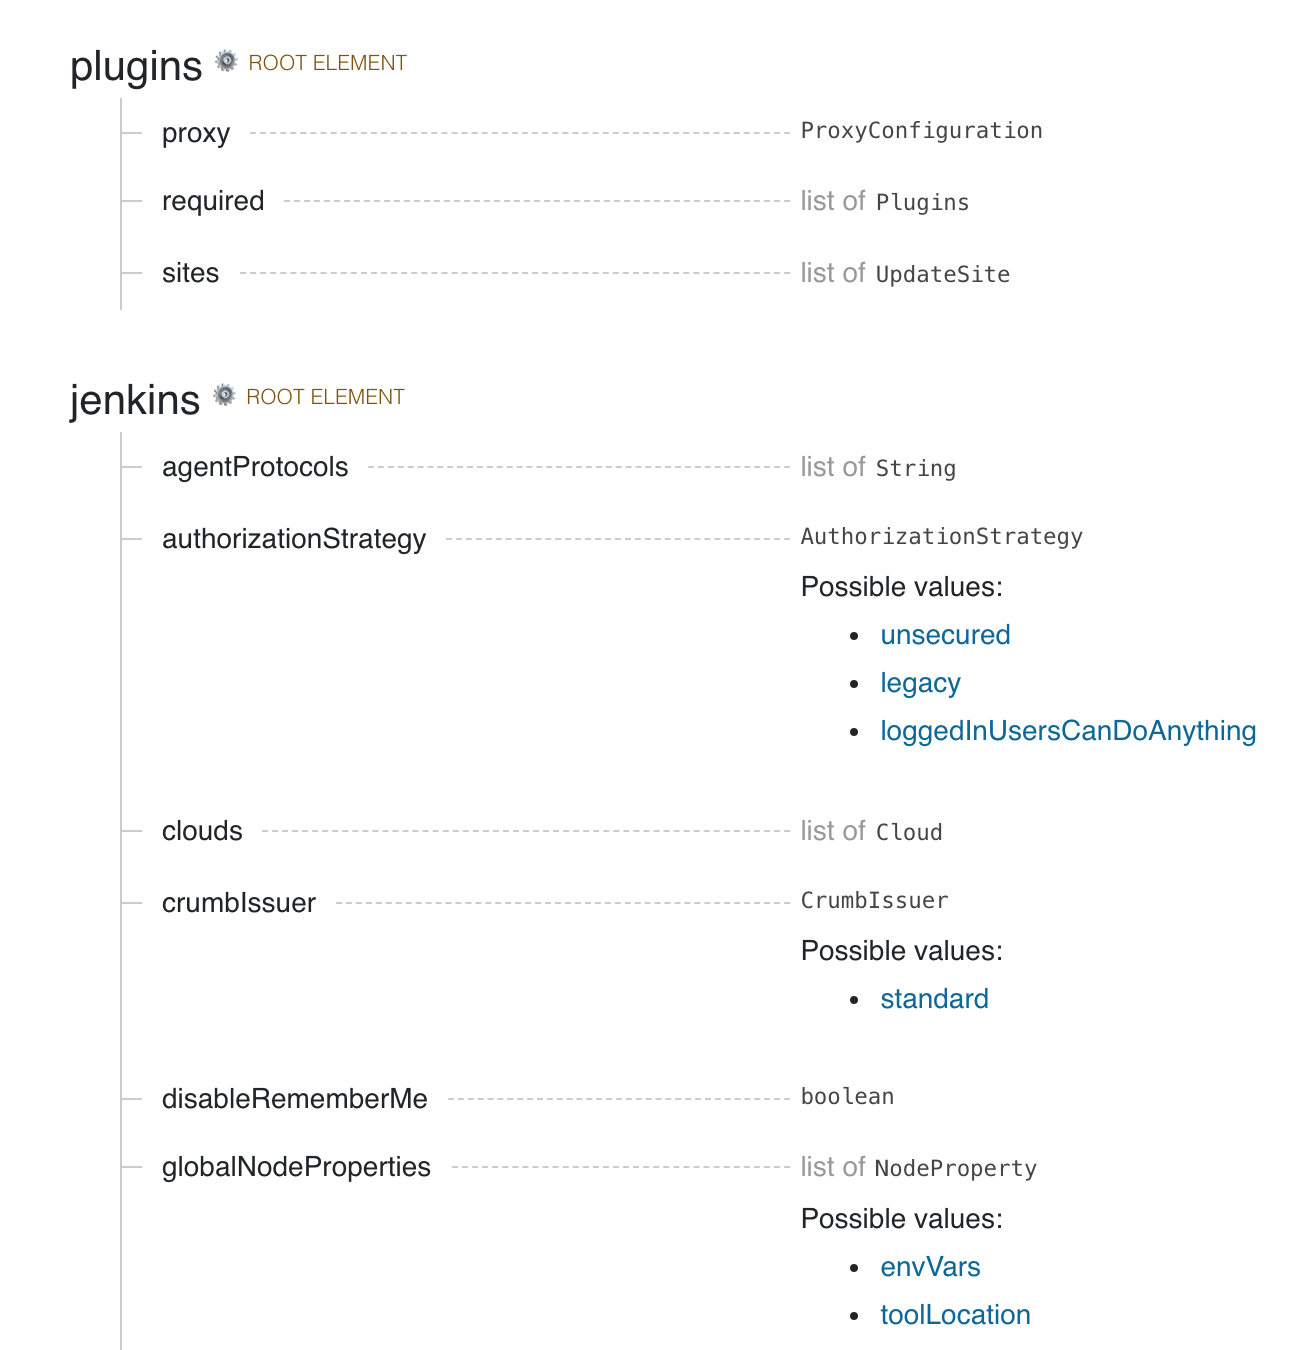 plugins ROOT ELEMENT
proxy ProxyConfiguration
required list of Plugins
sites list of UpdateSite
jenkins ROOT ELEMENT
agentProtocols list of String
authorizationStrategy AuthorizationStrategy
Possible values:
• unsecured
• legacy
• loggedInUsersCanDoAnything
clouds list of Cloud
crumbIssuer CrumbIssuer
Possible values:
• standard
disableRememberMe boolean
globalNodeProperties list of NodeProperty
Possible values:
• envVars
• toolLocation